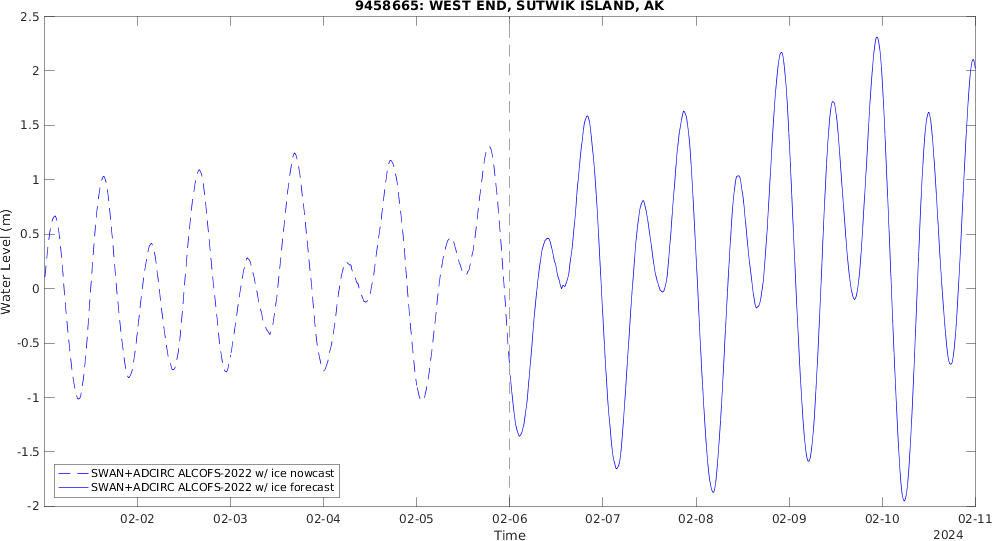 9458665: WEST END, SUTWIK ISLAND, AK
2.5
2
1.5
1
0.5
0
-0.5
-1
-1.5
-2
Water Level (m)
SWAN+ADCIRC ALCOFS-2022 w/ ice nowcast
SWAN+ADCIRC ALCOFS-2022 w/ ice forecast
02-02 02-03 02-04 02-05 02-06 02-07 02-08 02-09 02-10 02-11
Time
2024